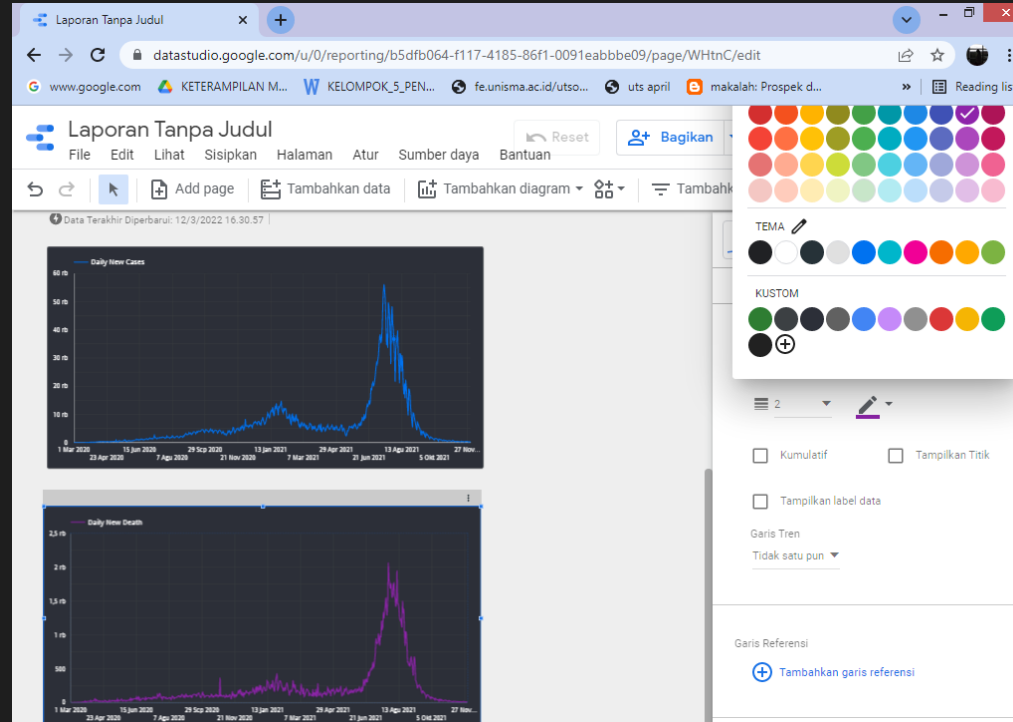 Laporan Tanpa Judul
datastudio.google.com/u/0/reporting/b5dfb064-f117-4185-86f1-0091eabbbe09/page/WHtnC/edit
www.google.com KETERAMPILAN M... KELOMPOK_5_PEN... fe.unisma.ac.id/utso... uts april makalah: Prospek d... » Reading lis
Laporan Tanpa Judul
Reset Bagikan
File Edit Lihat Sisipkan Halaman Atur Sumber daya Bantuan
Add page Tambahkan data Tambahkan diagram Tambahk
Data Terakhir Diperbarui: 12/3/2022 16.30.57
TEMA
KUSTOM
Daily New Cases
60 rb
50 rb
40 rb
30 rb
20 rb
10 rb
0
1 Mar 2020 15 Jun 2020 29 Sep 2020 13 Jan 2021 29 Apr 2021 13 Agu 2021 27 Nov...
23 Apr 2020 7 Agu 2020 21 Nov 2020 7 Mar 2021 21 Jun 2021 5 Okt 2021
2
Kumulatif Tampilkan Titik
Tampilkan label data
Garis Tren
Tidak satu pun
Garis Referensi
Tambahkan garis referensi
Daily New Death
2,5 rb
2 rb
1,5 rb
1 rb
500
0
1 Mar 2020 15 Jun 2020 29 Sep 2020 13 Jan 2021 29 Apr 2021 13 Agu 2021 27 Nov...
23 Apr 2020 7 Agu 2020 21 Nov 2020 7 Mar 2021 21 Jun 2021 5 Okt 2021